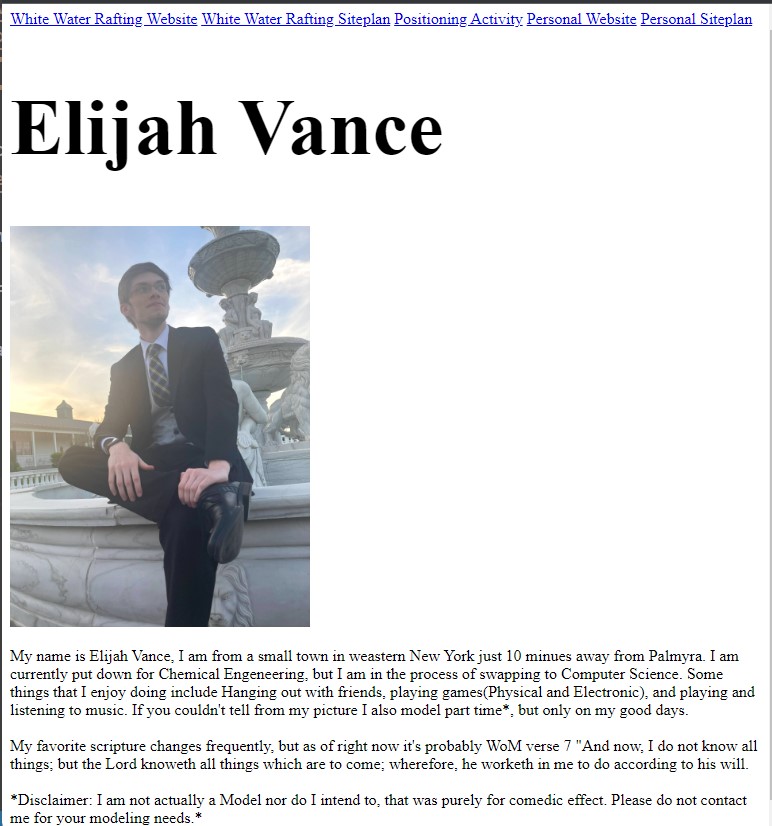 White Water Rafting Website White Water Rafting Siteplan Positioning Activity Personal Website Personal Siteplan
Elijah Vance
My name is Elijah Vance, I am from a small town in weastern New York just 10 minues away from Palmyra. I am
currently put down for Chemical Engeneering, but I am in the process of swapping to Computer Science. Some
things that I enjoy doing include Hanging out with friends, playing games(Physical and Electronic), and playing and
listening to music. If you couldn't tell from my picture I also model part time*, but only on my good days.
My favorite scripture changes frequently, but as of right now it's probably WoM verse 7 "And now, I do not know all
things; but the Lord knoweth all things which are to come; wherefore, he worketh in me to do according to his will.
*Disclaimer: I am not actually a Model nor do I intend to, that was purely for comedic effect. Please do not contact
me for your modeling needs.*